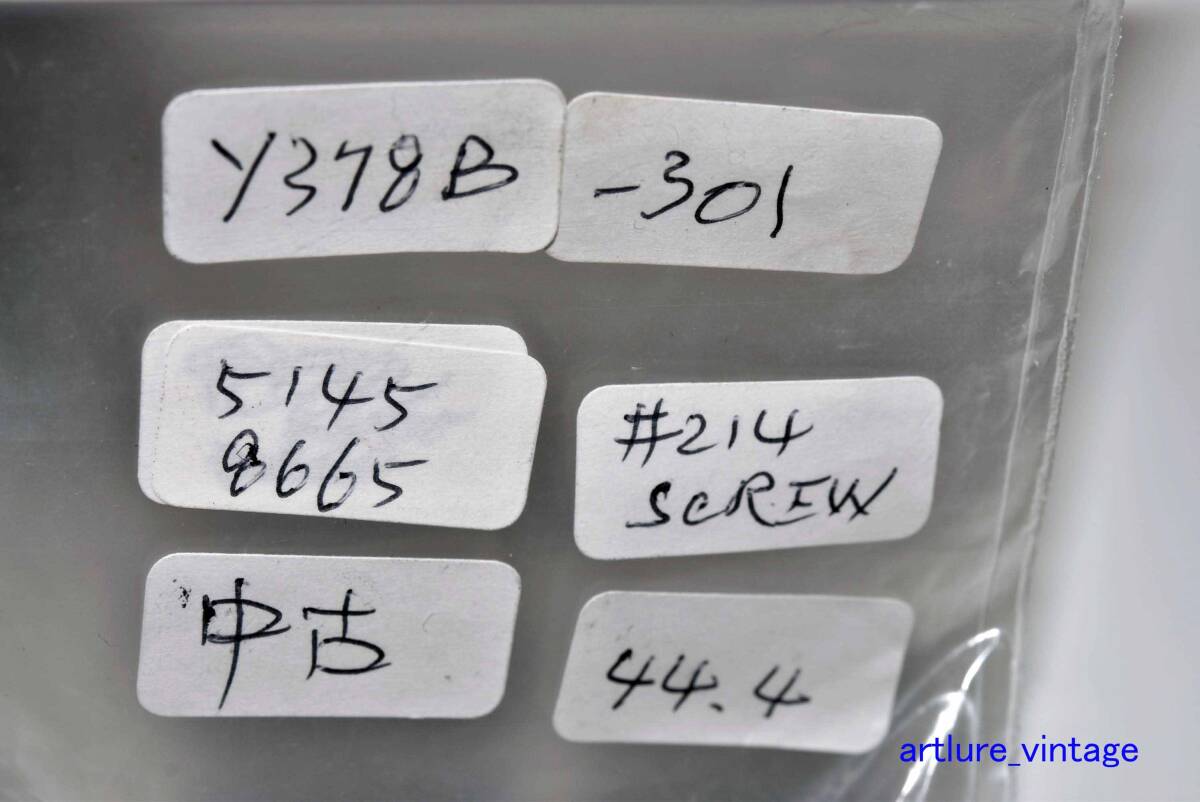 Y378B
-301
5145
8665
#214
SCREW
中古
44.4
artlure_vintage